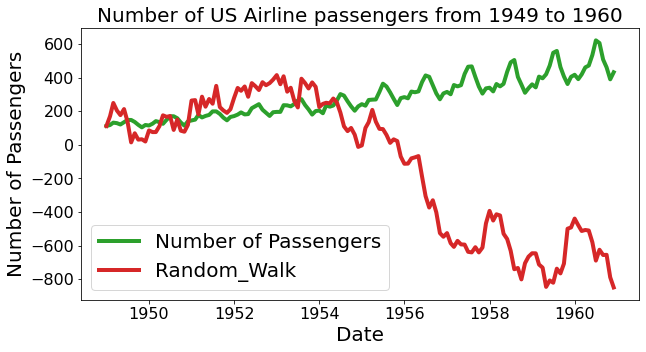 Number of US Airline passengers from 1949 to 1960
Number of Passengers
600
400
200
0
−200
−400
−600
−800
Number of Passengers
Random_Walk
1950 1952 1954 1956 1958 1960
Date